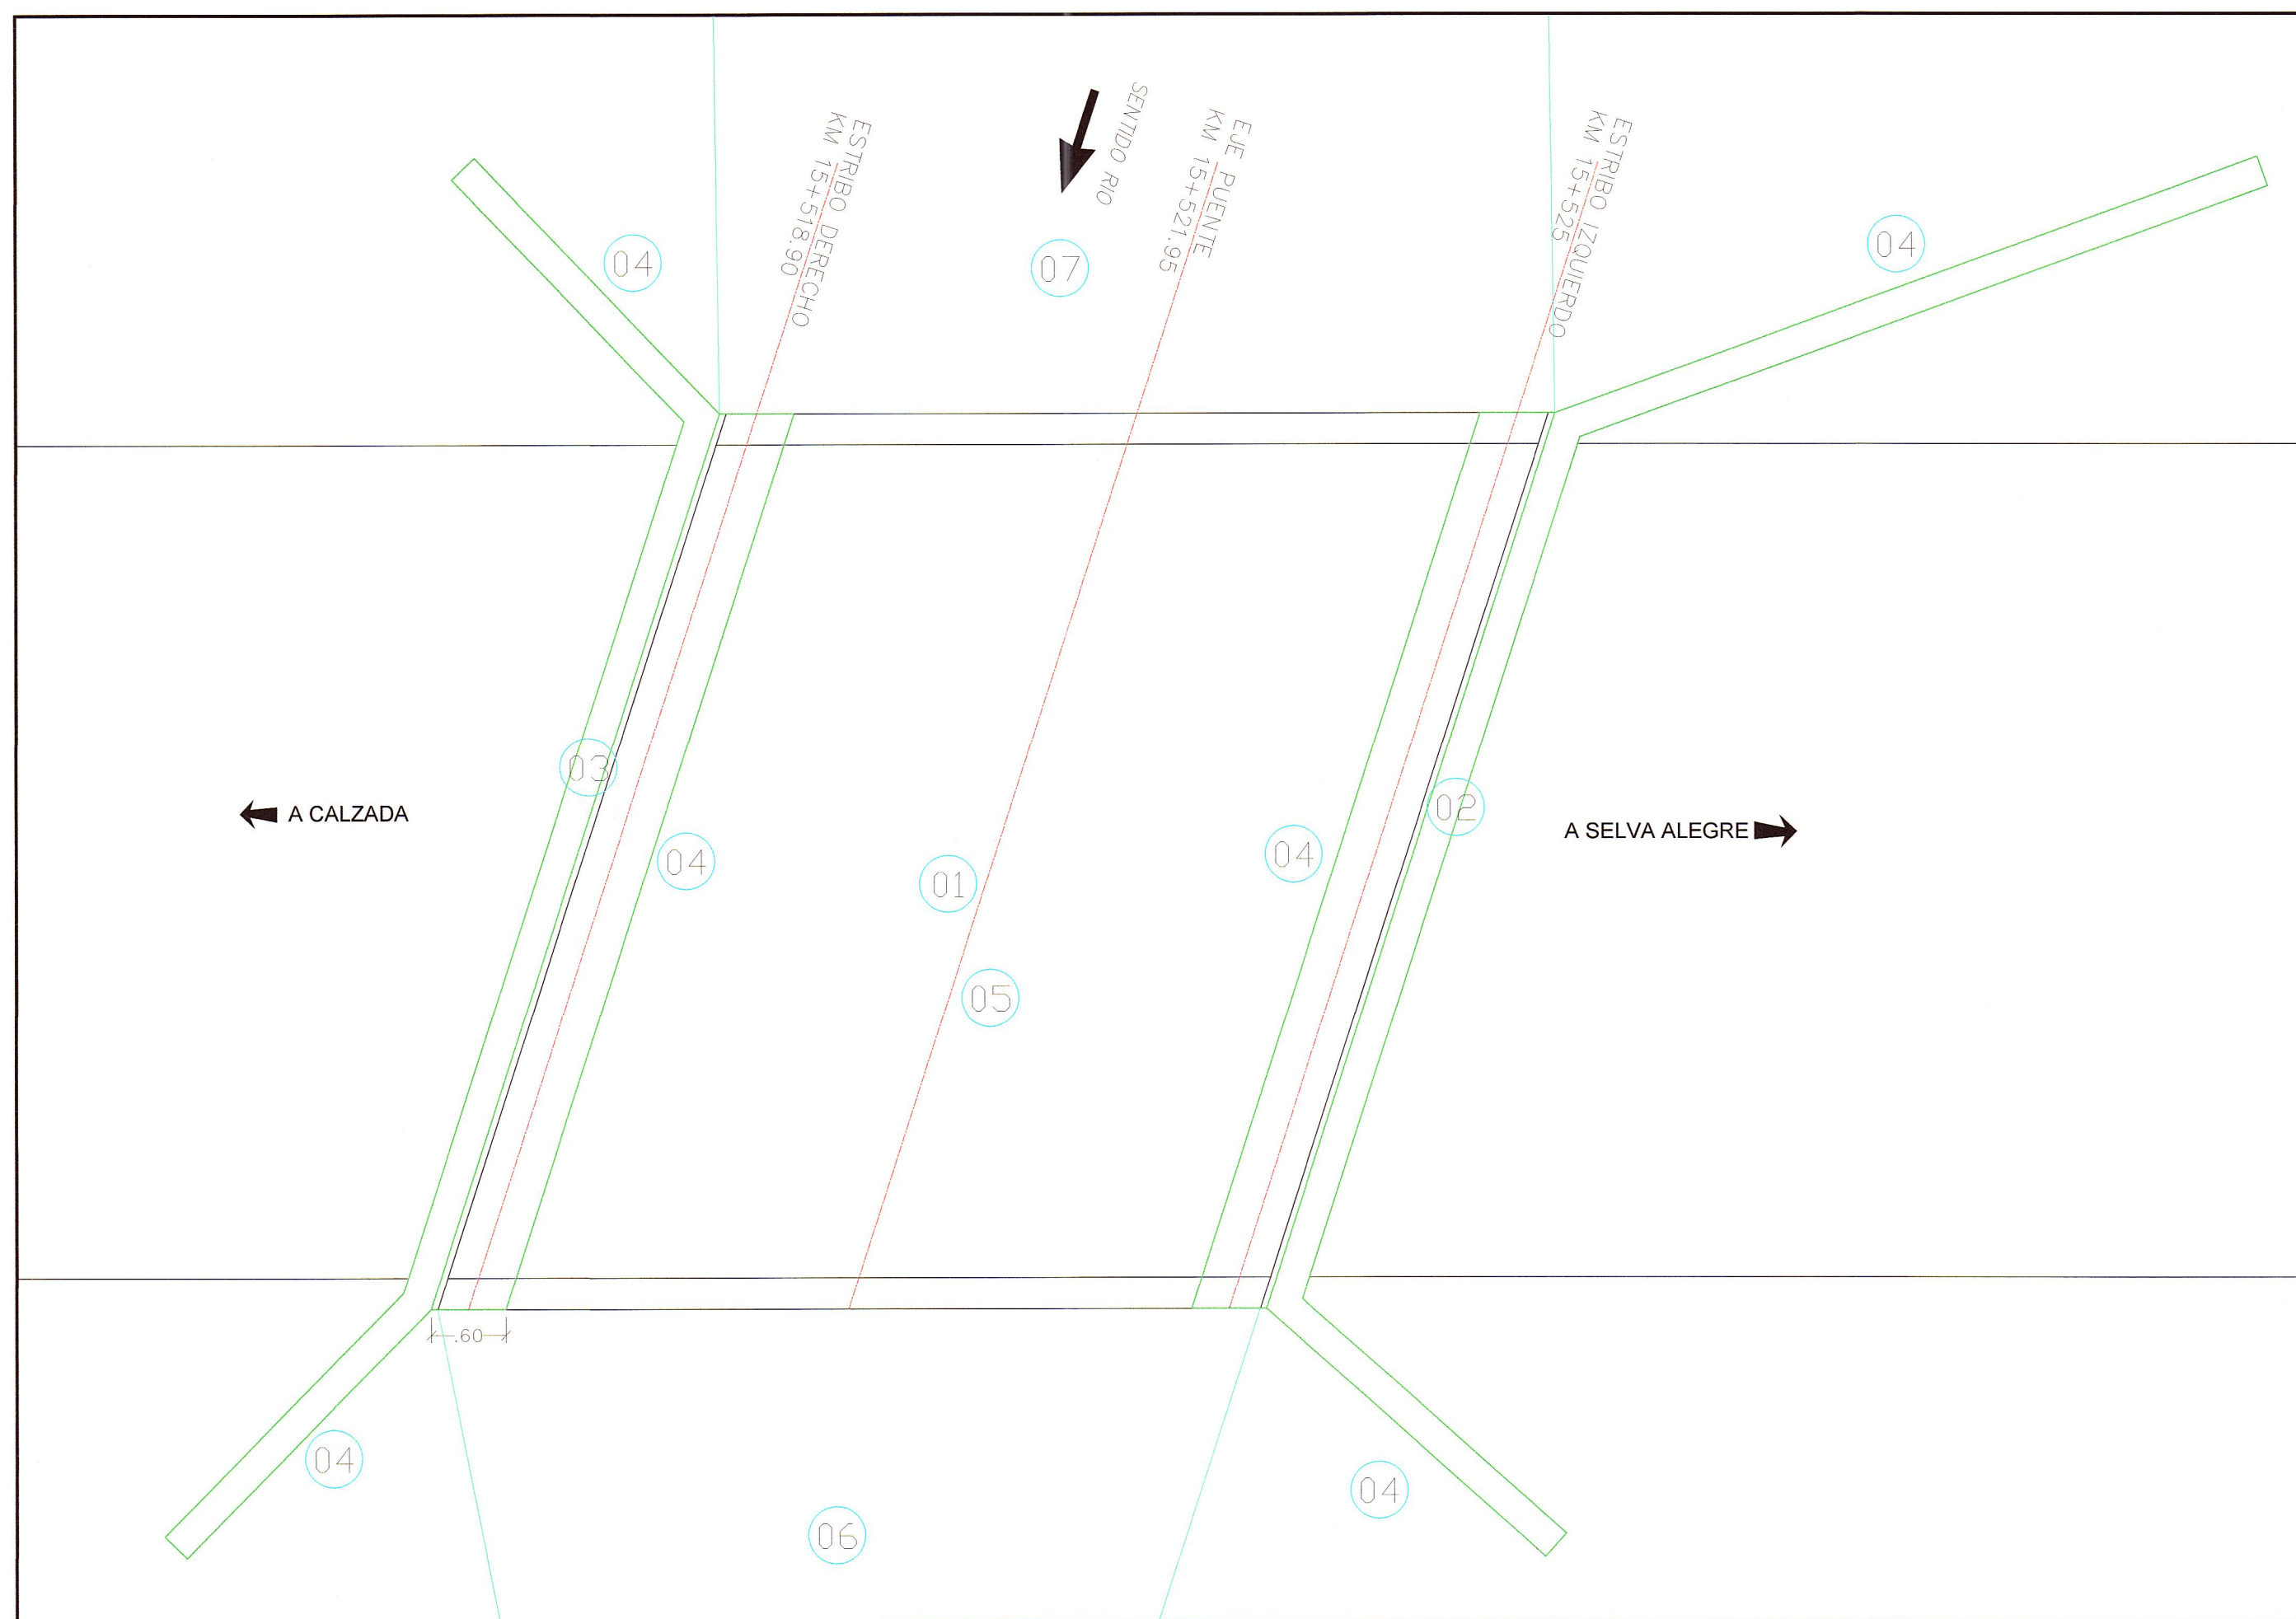 ESTRIBO DERECHO
KM 15+518.90
SENTIDO RIO
EJE PUENTE
KM 15+521.95
ESTRIBO IZQUIERDO
KM 15+525
04
07
04
03
02
A CALZADA
A SELVA ALEGRE
04
04
01
05
.60
04
04
06